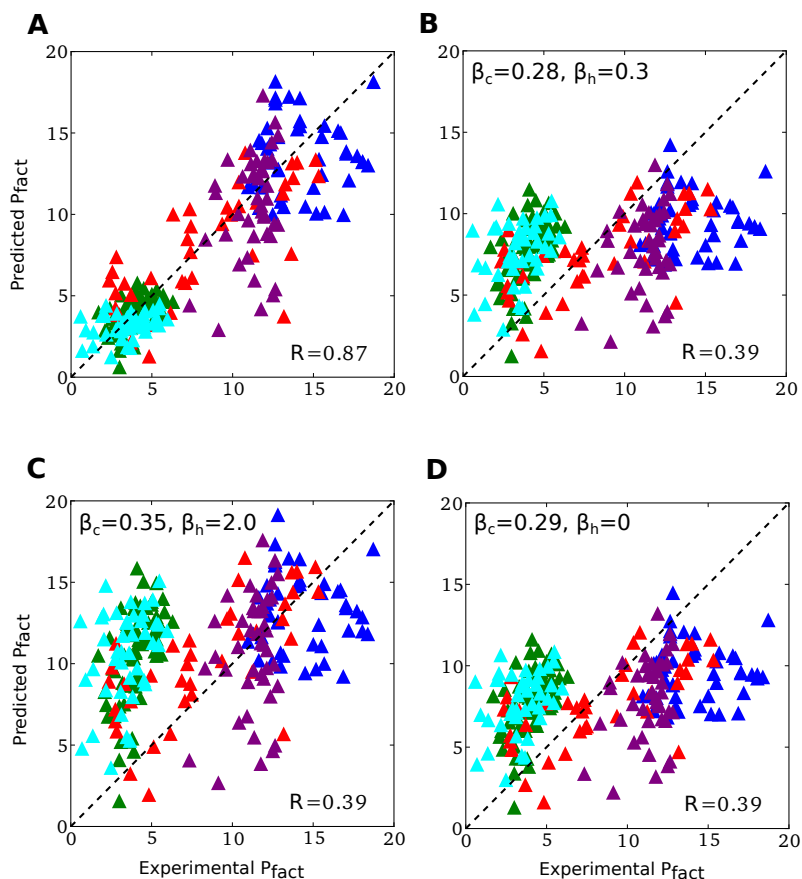 A
20
15
10
5
0
Predicted Pfact
R=0.87
0 5 10 15 20
B
20
15
10
5
0
βc=0.28, βh=0.3
R=0.39
0 5 10 15 20
C
20
15
10
5
0
Predicted Pfact
βc=0.35, βh=2.0
R=0.39
0 5 10 15 20
Experimental Pfact
D
20
15
10
5
0
βc=0.29, βh=0
R=0.39
0 5 10 15 20
Experimental Pfact